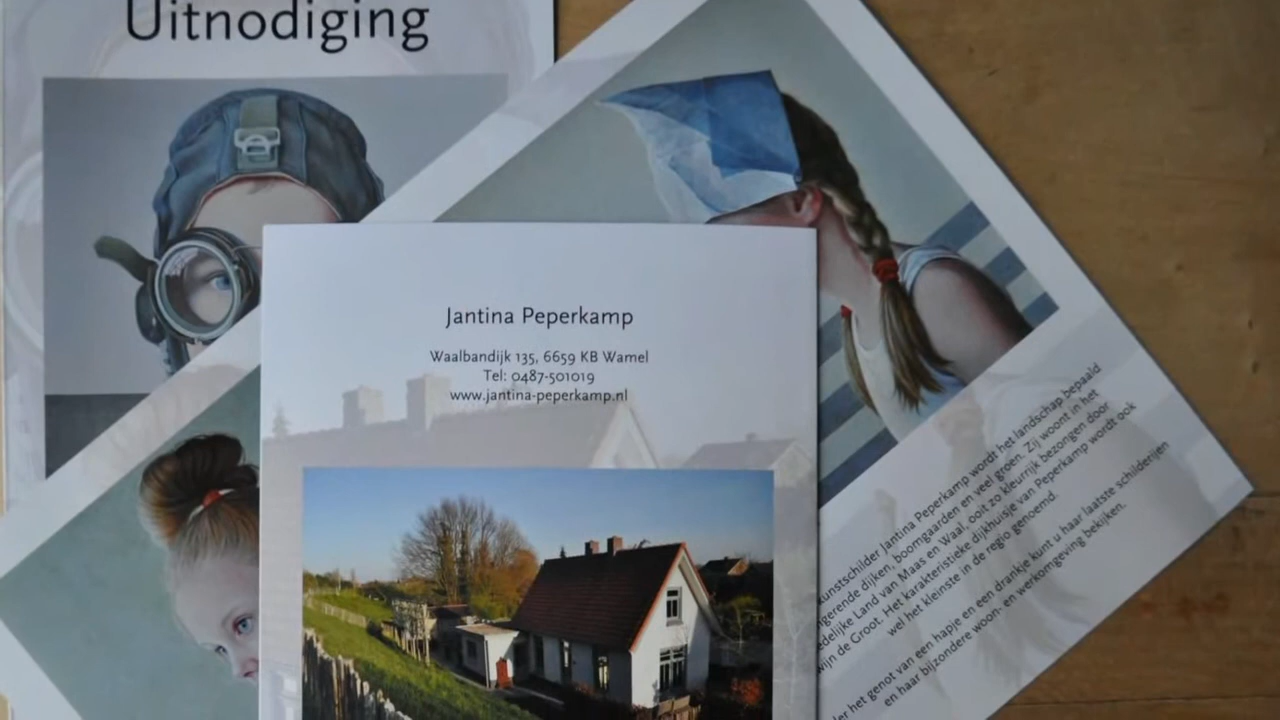 Uitnodiging
Jantina Peperkamp
Waalbandijk 135, 6659 KB Wamel
Tel: 0487-501019
www.jantina-peperkamp.nl
kunstschilder Jantina Peperkamp wordt het landschap bepaald
gerende dijken, boomgaarden en veel groen. Zij woont in het
edelijke Land van Maas en Waal, ooit zo kleurrijk bezongen door
wijn de Groot. Het karakteristieke dijkhuisje van Peperkamp wordt ook
wel het kleinste in de regio genoemd.
het genot van een hapje en een drankje kunt u haar laatste schilderijen
en haar bijzondere woon- en werkomgeving bekijken.